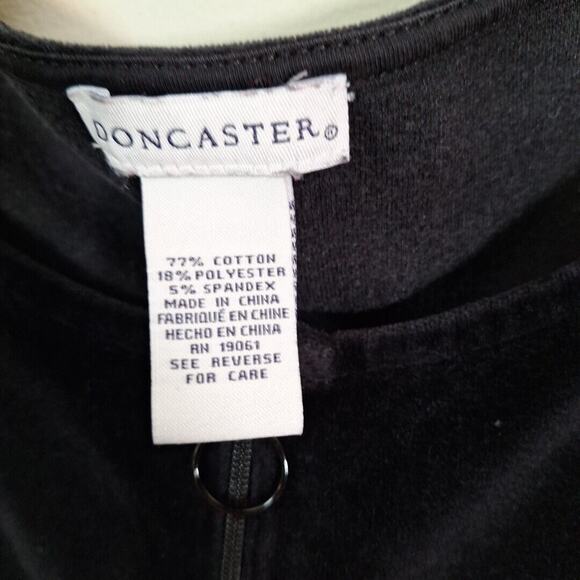 DONCASTER®
77% COTTON
18% POLYESTER
5% SPANDEX
MADE IN CHINA
FABRIQUÉ EN CHINE
HECHO EN CHINA
RN 19061
SEE REVERSE
FOR CARE